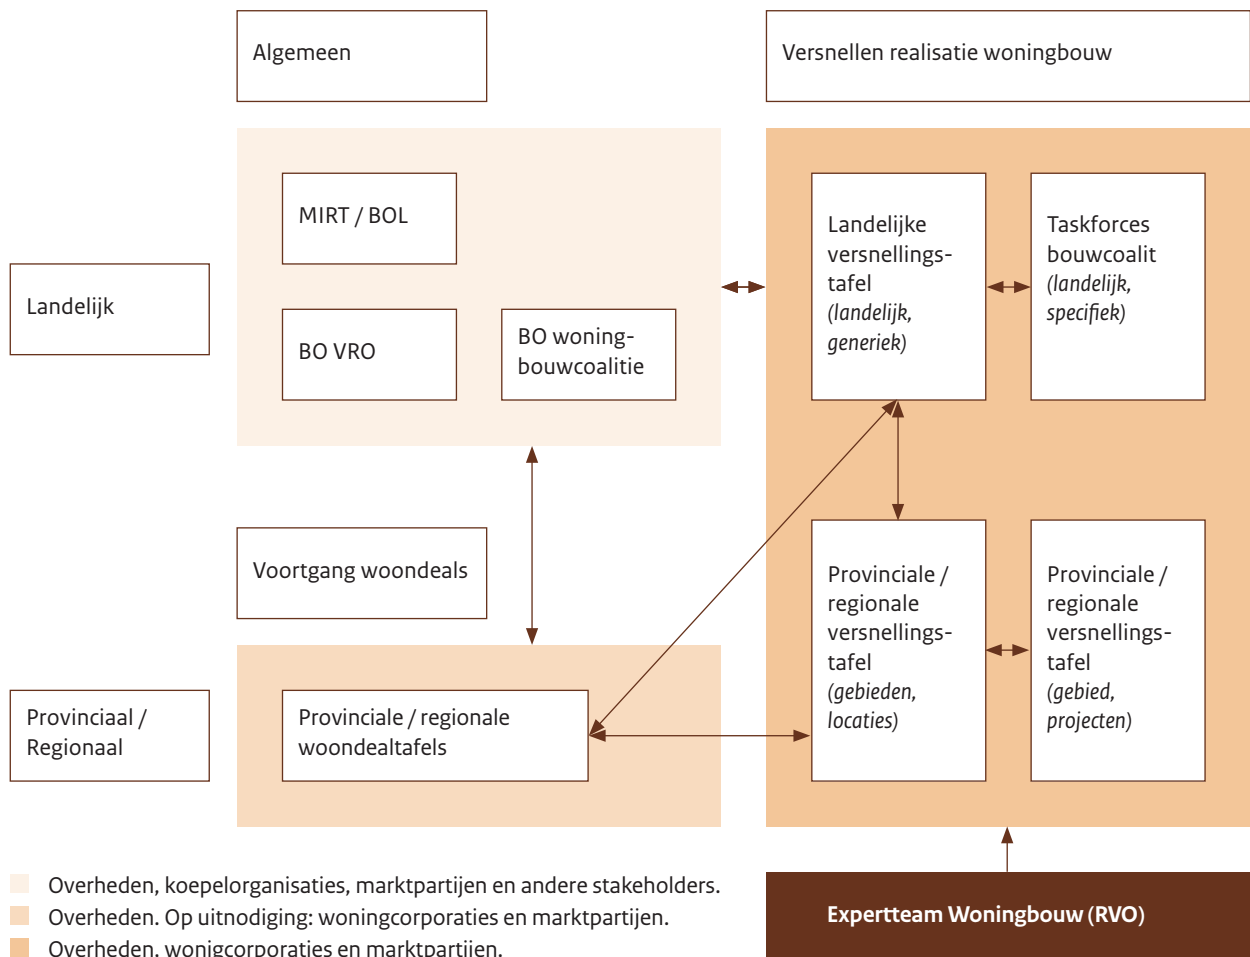 Algemeen
Versnellen realisatie woningbouw
Landelijk
MIRT / BOL
BO VRO
BO woning-
bouwcoalitie
Landelijke
versnellings-
tafel
(landelijk,
generiek)
Taskforces
bouwcoalit
(landelijk,
specifiek)
Voortgang woondeals
Provinciaal /
Regionaal
Provinciale / regionale
woondealtafels
Provinciale /
regionale
versnellings-
tafel
(gebieden,
locaties)
Provinciale /
regionale
versnellings-
tafel
(gebied,
projecten)
Overheden, koepelorganisaties, marktpartijen en andere stakeholders.
Overheden. Op uitnodiging: woningcorporaties en marktpartijen.
Overheden, wonigcorporaties en marktpartijen.
Expertteam Woningbouw (RVO)